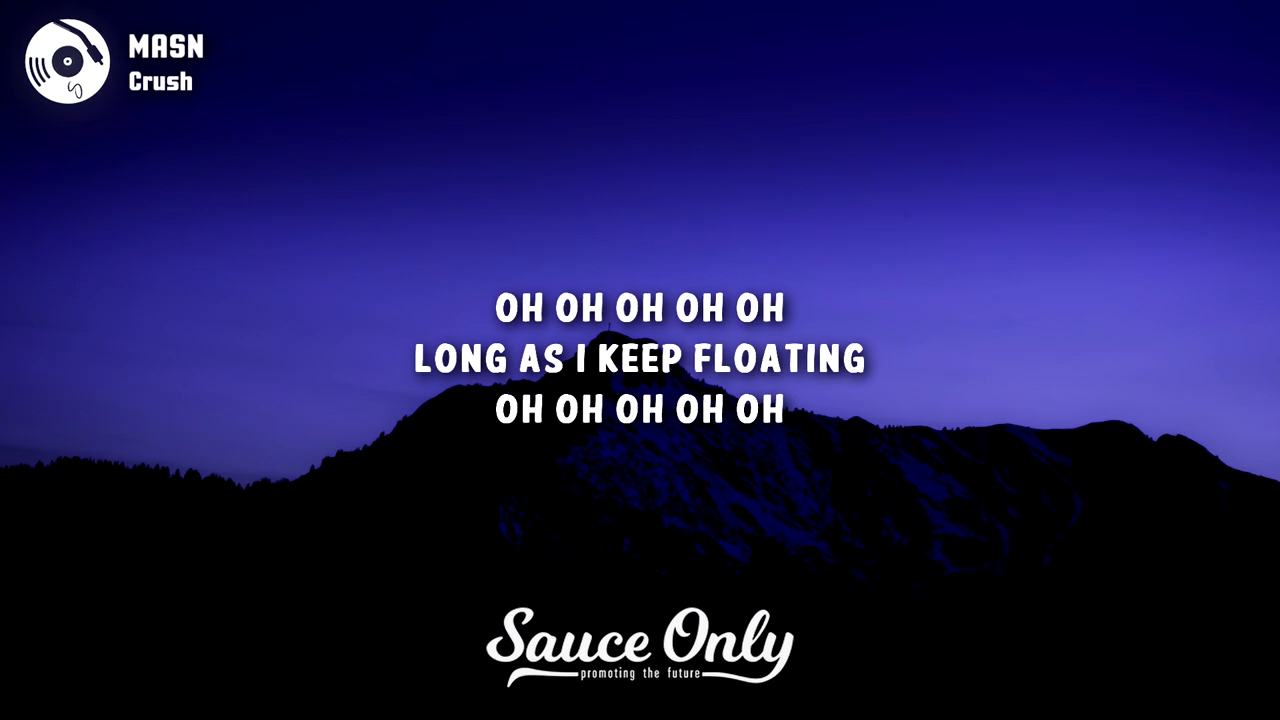 MASN
Crush
OH OH OH OH OH
LONG AS I KEEP FLOATING
OH OH OH OH OH
Sauce Only
promoting the future